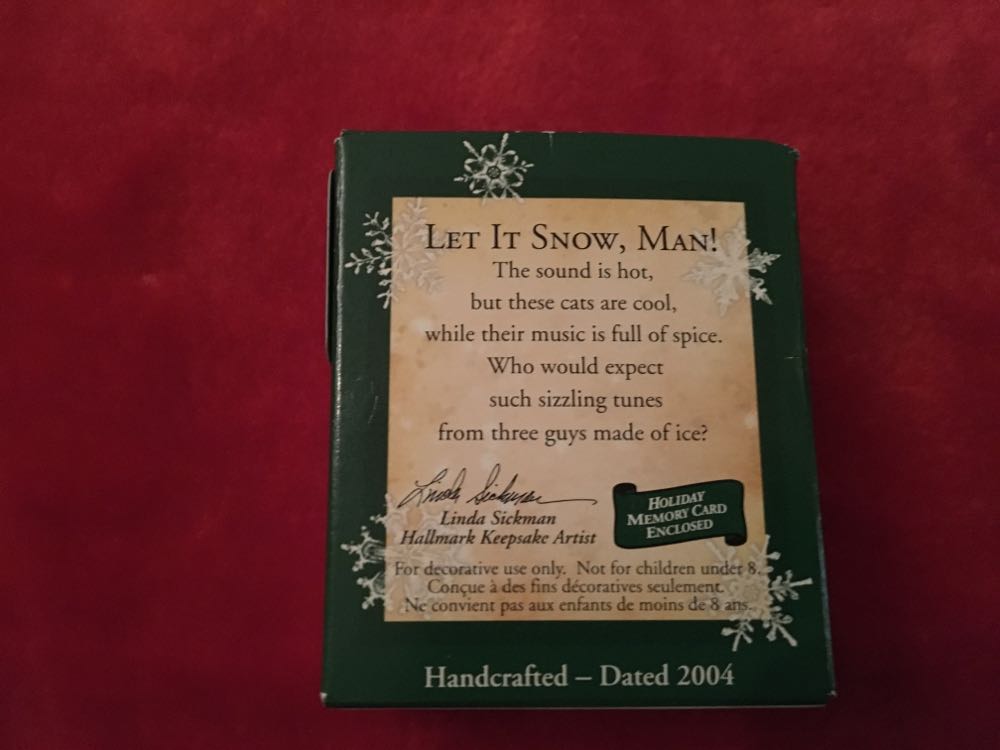 LET IT SNOW, MAN!
The sound is hot,
but these cats are cool,
while their music is full of spice.
Who would expect
such sizzling tunes
from three guys made of ice?
Linda Sickman
Linda Sickman
Hallmark Keepsake Artist
HOLIDAY
MEMORY CARD
ENCLOSED
For decorative use only. Not for children under 8.
Conçue à des fins décoratives seulement.
Ne convient pas aux enfants de moins de 8 ans.
Handcrafted – Dated 2004